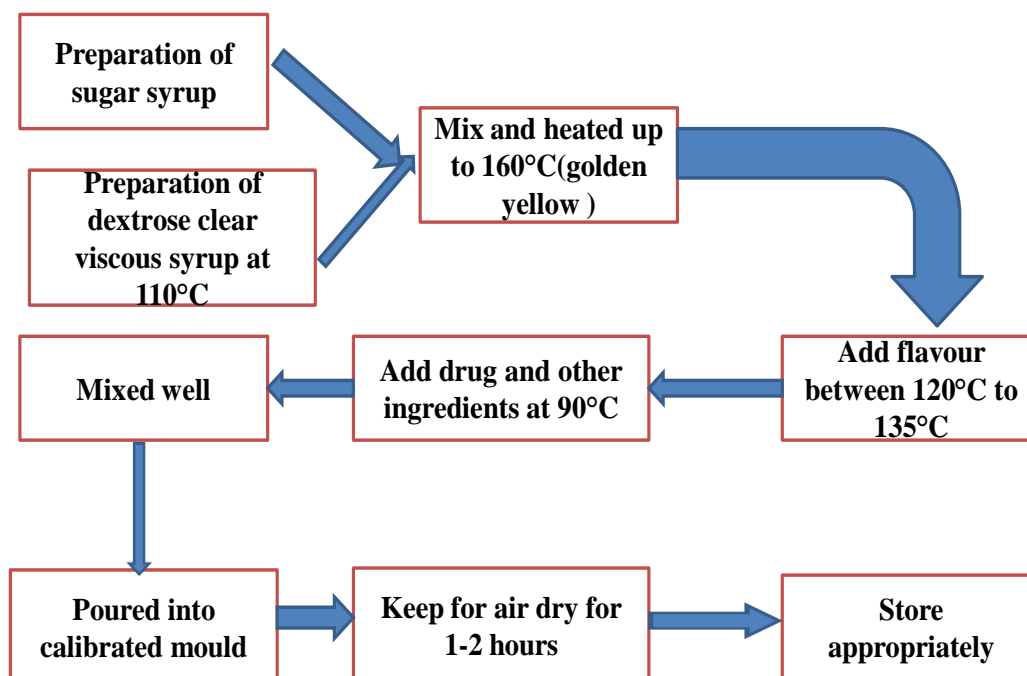 Preparation of
sugar syrup
Preparation of
dextrose clear
viscous syrup at
110°C
Mix and heated up
to 160°C(golden
yellow )
Add flavour
between 120°C to
135°C
Add drug and other
ingredients at 90°C
Mixed well
Poured into
calibrated mould
Keep for air dry for
1-2 hours
Store
appropriately